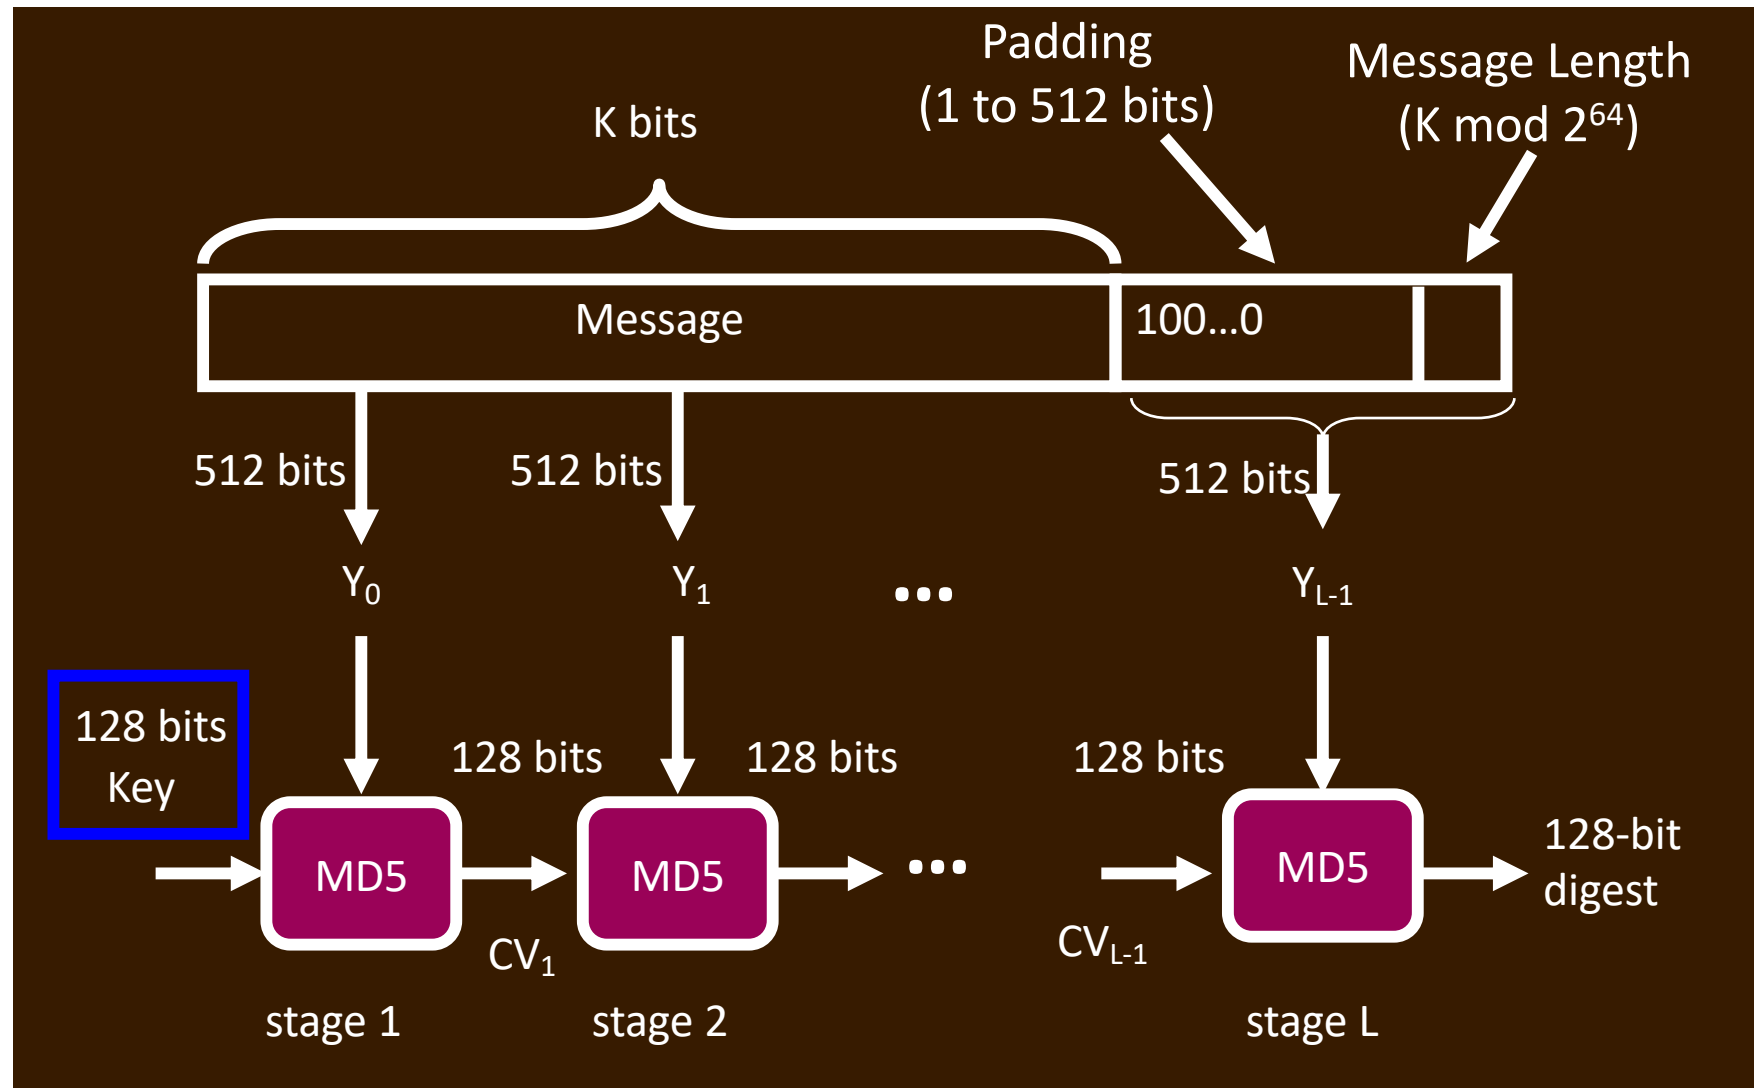 Padding
(1 to 512 bits)
Message Length
(K mod 2⁶⁴)
K bits
Message
100...0
512 bits
512 bits
512 bits
Y₀
Y₁
...
Y_L-1
128 bits
Key
128 bits
128 bits
128 bits
MD5
MD5
...
MD5
128-bit
digest
CV₁
CV_L-1
stage 1
stage 2
stage L